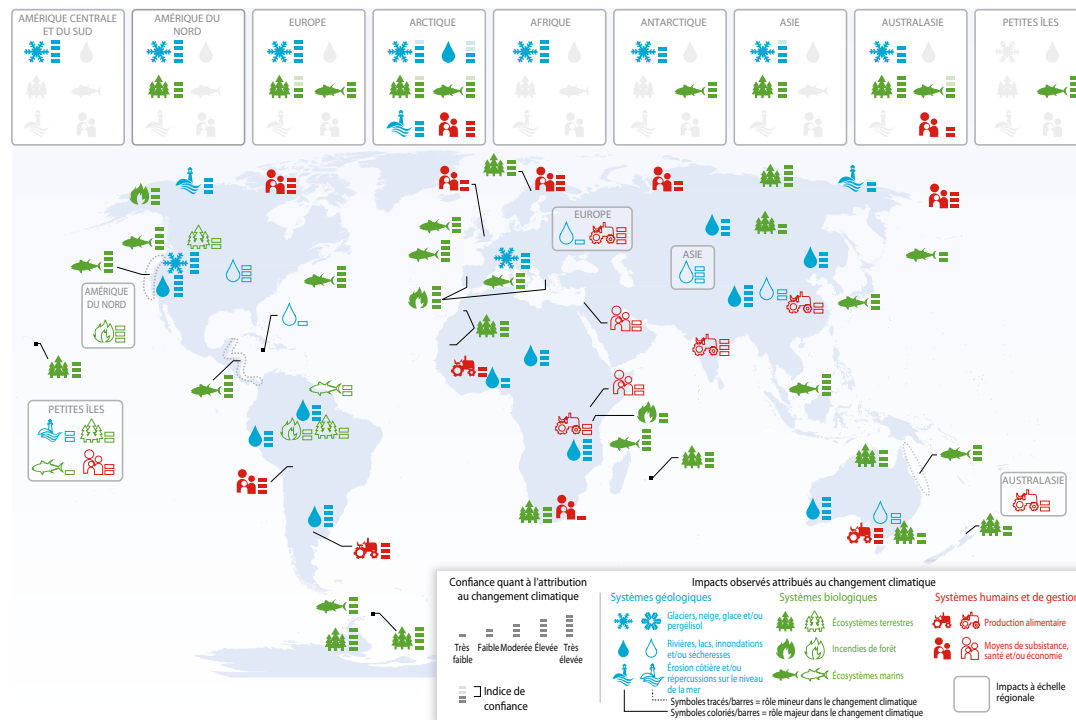 AMÉRIQUE CENTRALE
ET DU SUD
AMÉRIQUE DU
NORD
EUROPE
ARCTIQUE
AFRIQUE
ANTARCTIQUE
ASIE
AUSTRALASIE
PETITES ÎLES
EUROPE
ASIE
AMÉRIQUE
DU NORD
PETITES ÎLES
AUSTRALASIE
Confiance quant à l'attribution
au changement climatique
Très
faible
Faible
Moderée
Élevée
Très
élevée
Indice de
confiance
Impacts observés attribués au changement climatique
Systèmes géologiques
Glaciers, neige, glace et/ou
pergélisol
Rivières, lacs, innondations
et/ou sécheresses
Érosion côtière et/ou
répercussions sur le niveau
de la mer
Systèmes biologiques
Écosystèmes terrestres
Incendies de forêt
Écosystèmes marins
Systèmes humains et de gestion
Production alimentaire
Moyens de subsistance,
santé et/ou économie
Symboles tracés/barres = rôle mineur dans le changement climatique
Symboles coloriés/barres = rôle majeur dans le changement climatique
Impacts à échelle
régionale